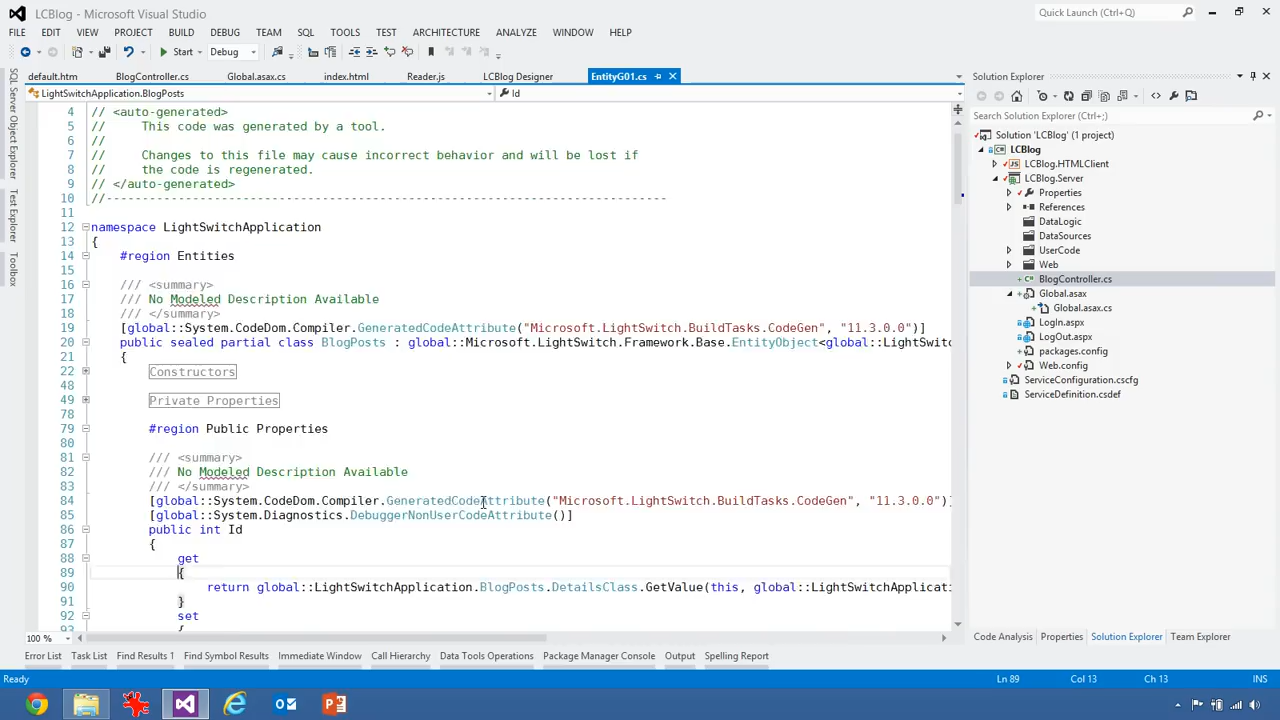 LCBlog - Microsoft Visual Studio
Quick Launch (Ctrl+Q)
FILE EDIT VIEW PROJECT BUILD DEBUG TEAM SQL TOOLS TEST ARCHITECTURE ANALYZE WINDOW HELP
Start Debug
default.htm BlogController.cs Global.asax.cs index.html Reader.js LCBlog Designer EntityG01.cs
LightSwitchApplication.BlogPosts Id
SQL Server Object Explorer
Test Explorer
Toolbox
4 // <auto-generated>
5 // This code was generated by a tool.
6 //
7 // Changes to this file may cause incorrect behavior and will be lost if
8 // the code is regenerated.
9 // </auto-generated>
10 //------------------------------------------------------------------------------
11
12 namespace LightSwitchApplication
13 {
14 #region Entities
15
16 /// <summary>
17 /// No Modeled Description Available
18 /// </summary>
19 [global::System.CodeDom.Compiler.GeneratedCodeAttribute("Microsoft.LightSwitch.BuildTasks.CodeGen", "11.3.0.0")]
20 public sealed partial class BlogPosts : global::Microsoft.LightSwitch.Framework.Base.EntityObject<global::LightSwitc
21 {
22 Constructors
48
49 Private Properties
78
79 #region Public Properties
80
81 /// <summary>
82 /// No Modeled Description Available
83 /// </summary>
84 [global::System.CodeDom.Compiler.GeneratedCodeAttribute("Microsoft.LightSwitch.BuildTasks.CodeGen", "11.3.0.0")]
85 [global::System.Diagnostics.DebuggerNonUserCodeAttribute()]
86 public int Id
87 {
88 get
89 {
90 return global::LightSwitchApplication.BlogPosts.DetailsClass.GetValue(this, global::LightSwitchApplicati
91 }
92 set
93 {
100 %
Solution Explorer
Search Solution Explorer (Ctrl+;)
Solution 'LCBlog' (1 project)
LCBlog
LCBlog.HTMLClient
LCBlog.Server
Properties
References
DataLogic
DataSources
UserCode
Web
BlogController.cs
Global.asax
Global.asax.cs
LogIn.aspx
LogOut.aspx
packages.config
Web.config
ServiceConfiguration.cscfg
ServiceDefinition.csdef
Code Analysis Properties Solution Explorer Team Explorer
Error List Task List Find Results 1 Find Symbol Results Immediate Window Call Hierarchy Data Tools Operations Package Manager Console Output Spelling Report
Ready Ln 89 Col 13 Ch 13 INS